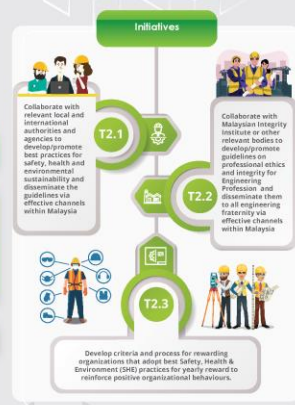 Initiatives
Collaborate with
relevant local and
international
authorities and
agencies to
develop/promote
best practices for
safety, health and
environmental
sustainability and
disseminate the
guidelines via
effective channels
within Malaysia
T2.1
Collaborate with
Malaysian Integrity
Institute or other
relevant bodies to
develop/promote
guidelines on
professional ethics
and integrity for
Engineering
Profession and
disseminate them
to all engineering
fraternity via
effective channels
within Malaysia
T2.2
T2.3
Develop criteria and process for rewarding
organizations that adopt best Safety, Health &
Environment (SHE) practices for yearly reward to
reinforce positive organizational behaviours.